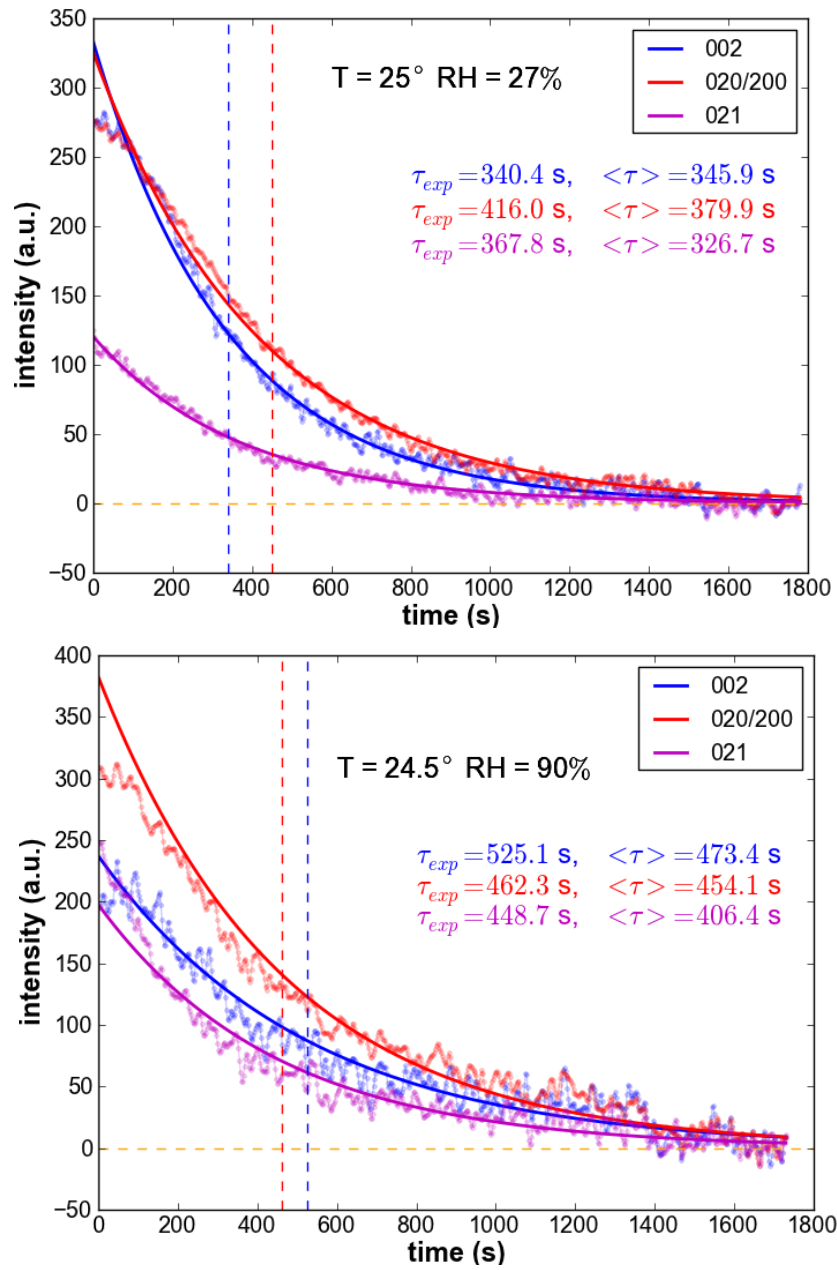 350
300
250
200
150
100
50
0
−50
intensity (a.u.)
T = 25° RH = 27%
002
020/200
021
τexp=340.4 s, <τ>=345.9 s
τexp=416.0 s, <τ>=379.9 s
τexp=367.8 s, <τ>=326.7 s
0 200 400 600 800 1000 1200 1400 1600 1800
time (s)
400
350
300
250
200
150
100
50
0
−50
intensity (a.u.)
T = 24.5° RH = 90%
002
020/200
021
τexp=525.1 s, <τ>=473.4 s
τexp=462.3 s, <τ>=454.1 s
τexp=448.7 s, <τ>=406.4 s
0 200 400 600 800 1000 1200 1400 1600 1800
time (s)